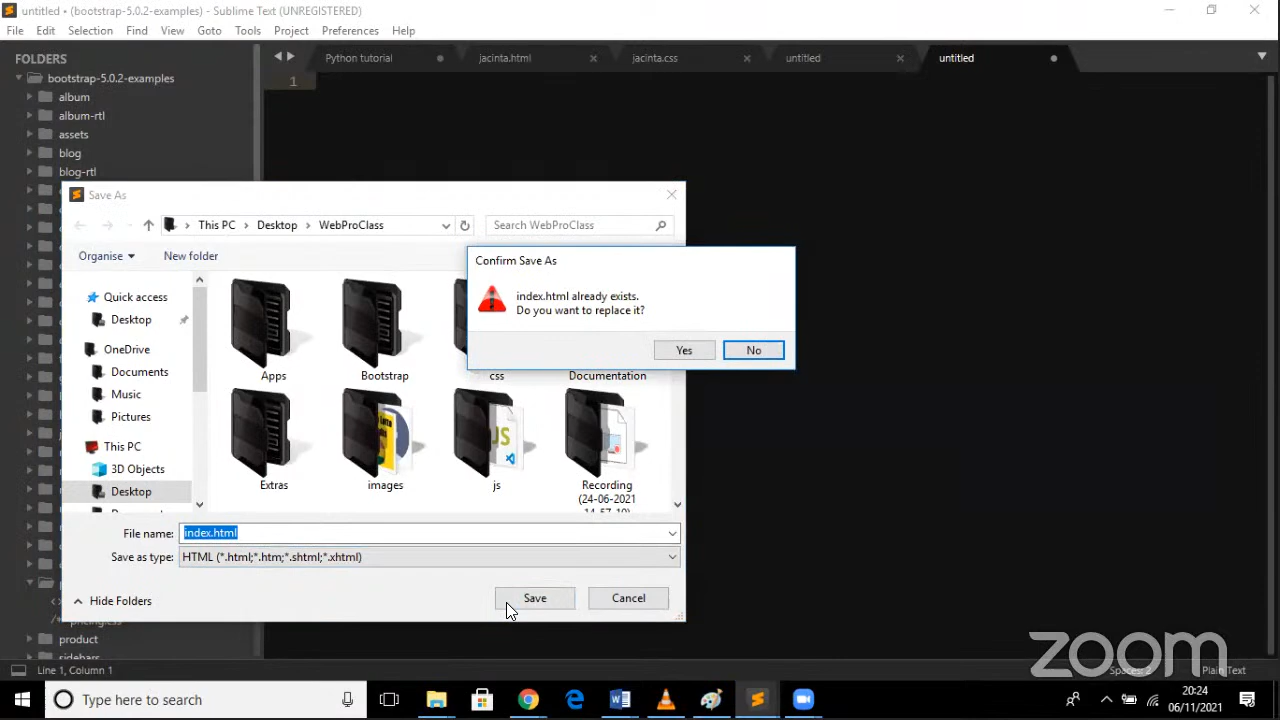 untitled • (bootstrap-5.0.2-examples) - Sublime Text (UNREGISTERED)
File Edit Selection Find View Goto Tools Project Preferences Help
FOLDERS
bootstrap-5.0.2-examples
album
album-rtl
assets
blog
blog-rtl
Python tutorial
jacinta.html
jacinta.css
untitled
untitled
1
Save As
This PC > Desktop > WebProClass
Search WebProClass
Organise
New folder
Quick access
Desktop
OneDrive
Documents
Music
Pictures
This PC
3D Objects
Desktop
Apps
Bootstrap
css
Documentation
Extras
images
JS
js
Recording
(24-06-2021
Confirm Save As
index.html already exists.
Do you want to replace it?
Yes
No
File name: index.html
Save as type: HTML (*.html;*.htm;*.shtml;*.xhtml)
Hide Folders
Save
Cancel
product
sidebars
Line 1, Column 1
Spaces: 2
Plain Text
zoom
Type here to search
20:24
06/11/2021